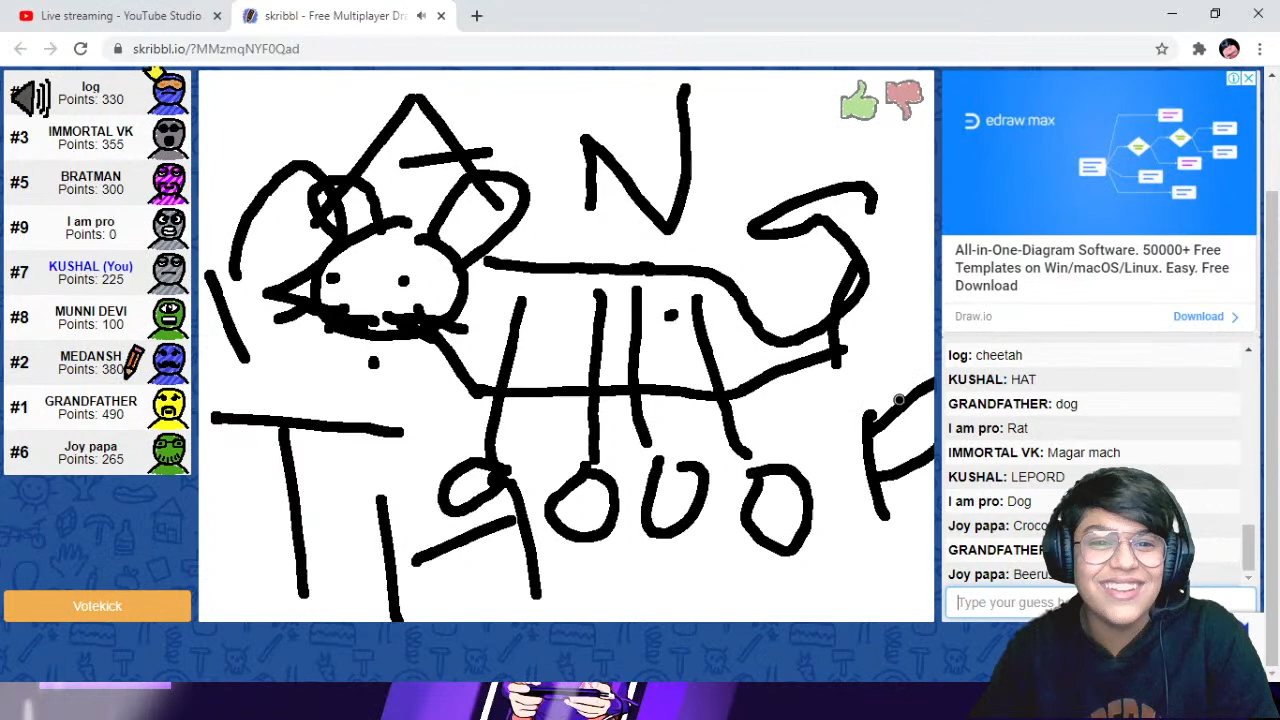 Live streaming - YouTube Studio
skribbl - Free Multiplayer Dra
skribbl.io/?MMzmqNYF0Qad
log
Points: 330
#3 IMMORTAL VK
Points: 355
#5 BRATMAN
Points: 300
#9 I am pro
Points: 0
#7 KUSHAL (You)
Points: 225
#8 MUNNI DEVI
Points: 100
#2 MEDANSH
Points: 380
#1 GRANDFATHER
Points: 490
#6 Joy papa
Points: 265
Votekick
N
T
edraw max
All-in-One-Diagram Software. 50000+ Free
Templates on Win/macOS/Linux. Easy. Free
Download
Draw.io
Download
log: cheetah
KUSHAL: HAT
GRANDFATHER: dog
I am pro: Rat
IMMORTAL VK: Magar mach
KUSHAL: LEPORD
I am pro: Dog
Joy papa: Croco
GRANDFATHER
Joy papa: Beerus
Type your guess